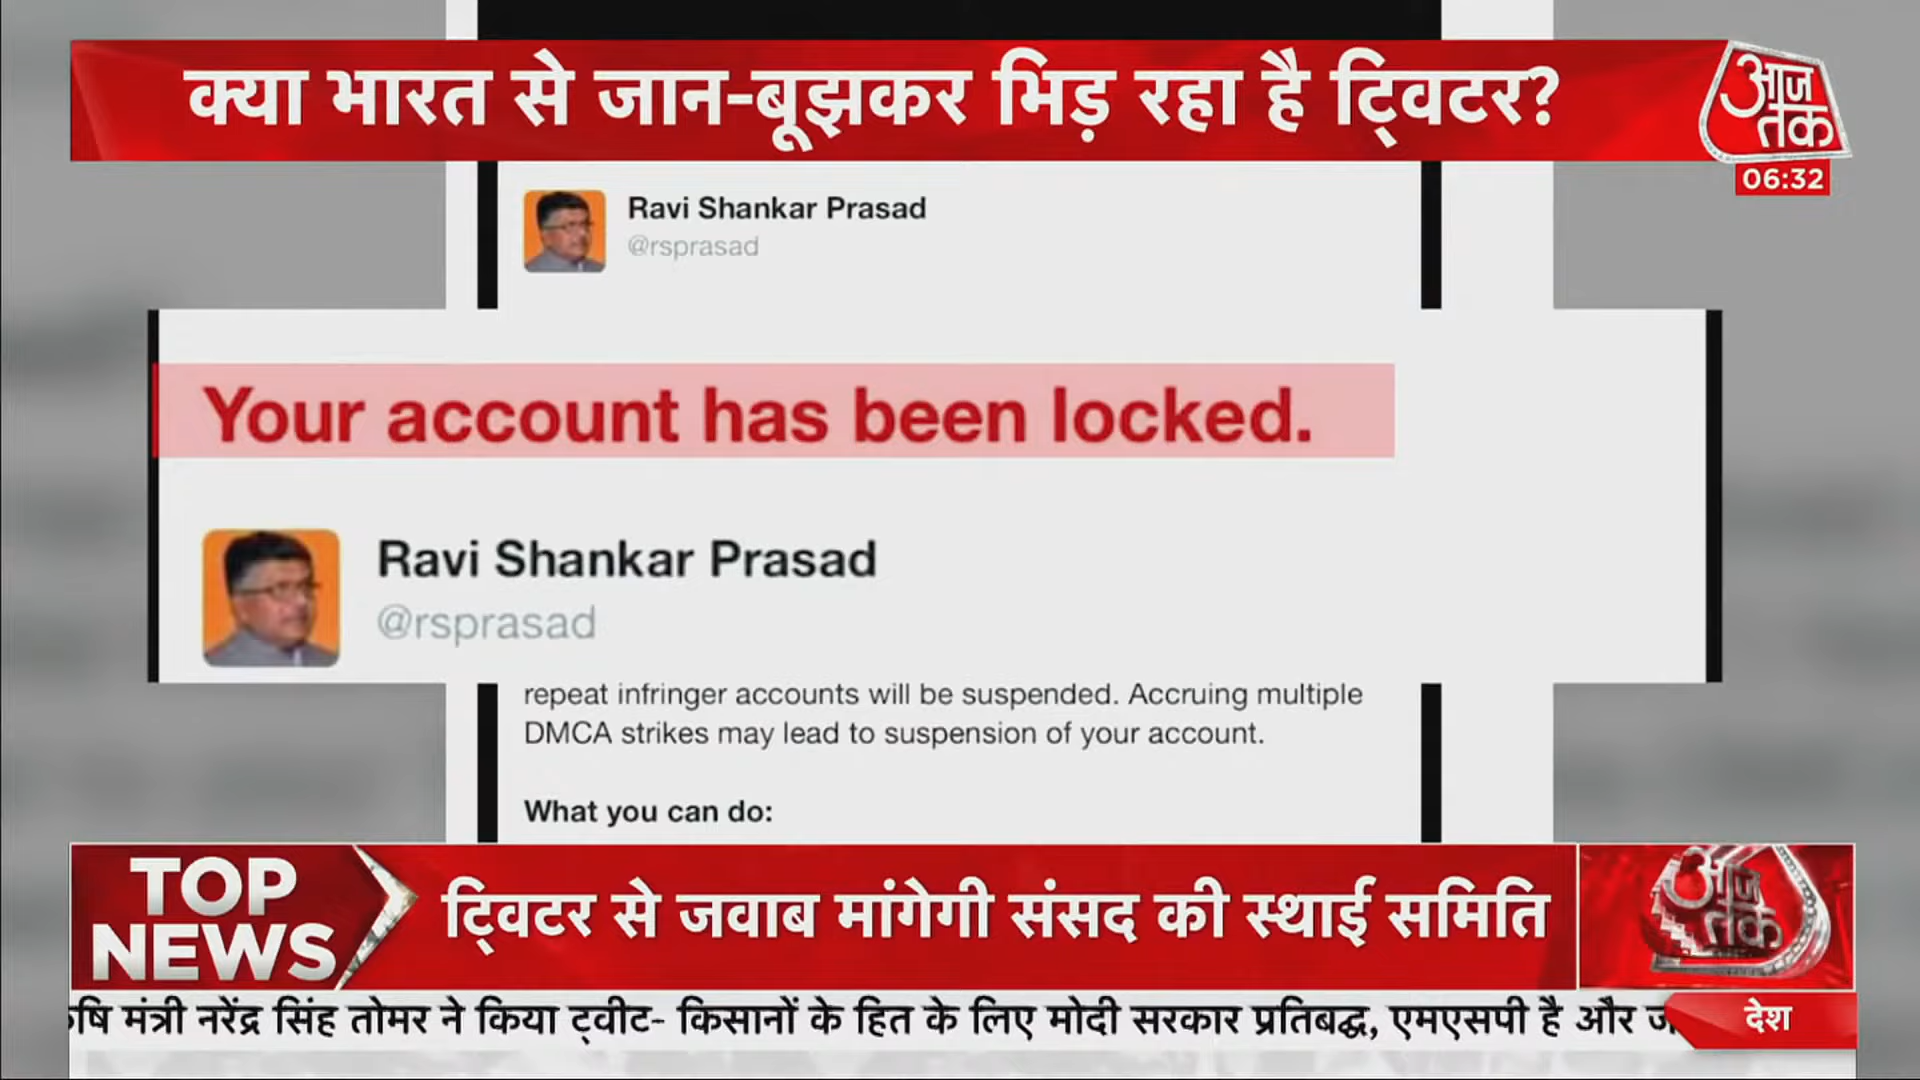 क्या भारत से जान-बूझकर भिड़ रहा है ट्विटर?
आज
तक
06:32
Ravi Shankar Prasad
@rsprasad
Your account has been locked.
Ravi Shankar Prasad
@rsprasad
repeat infringer accounts will be suspended. Accruing multiple
DMCA strikes may lead to suspension of your account.
What you can do:
TOP
NEWS
ट्विटर से जवाब मांगेगी संसद की स्थाई समिति
आज
तक
मंत्री नरेंद्र सिंह तोमर ने किया ट्वीट- किसानों के हित के लिए मोदी सरकार प्रतिबद्ध, एमएसपी है और
देश